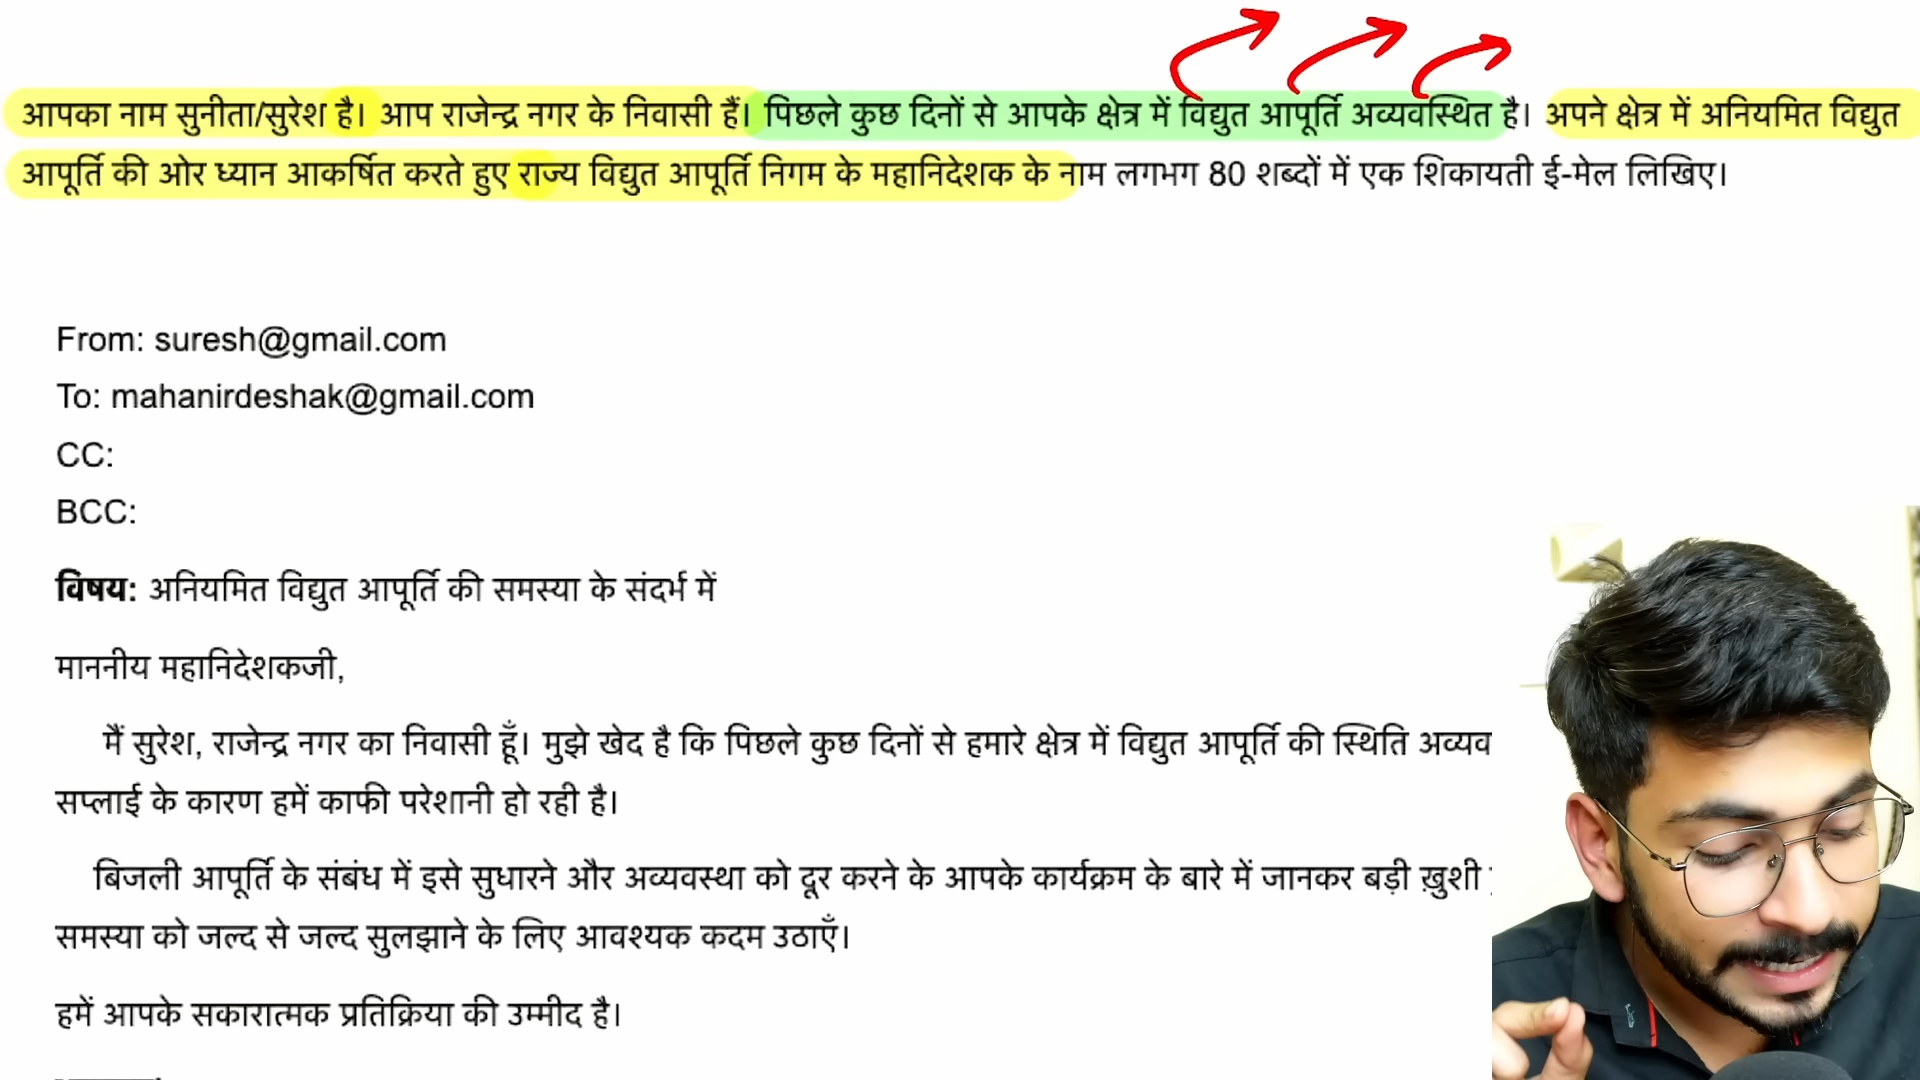 आपका नाम सुनीता/सुरेश है। आप राजेन्द्र नगर के निवासी हैं। पिछले कुछ दिनों से आपके क्षेत्र में विद्युत आपूर्ति अव्यवस्थित है। अपने क्षेत्र में अनियमित विद्युत
आपूर्ति की ओर ध्यान आकर्षित करते हुए राज्य विद्युत आपूर्ति निगम के महानिदेशक के नाम लगभग 80 शब्दों में एक शिकायती ई-मेल लिखिए।
From: suresh@gmail.com
To: mahanirdeshak@gmail.com
CC:
BCC:
विषय: अनियमित विद्युत आपूर्ति की समस्या के संदर्भ में
माननीय महानिदेशकजी,
मैं सुरेश, राजेन्द्र नगर का निवासी हूँ। मुझे खेद है कि पिछले कुछ दिनों से हमारे क्षेत्र में विद्युत आपूर्ति की स्थिति
सप्लाई के कारण हमें काफी परेशानी हो रही है।
बिजली आपूर्ति के संबंध में इसे सुधारने और अव्यवस्था को दूर करने के आपके कार्यक्रम के बारे में जानकर बड़ी ख़ुशी
समस्या को जल्द से जल्द सुलझाने के लिए आवश्यक कदम उठाएँ।
हमें आपके सकारात्मक प्रतिक्रिया की उम्मीद है।